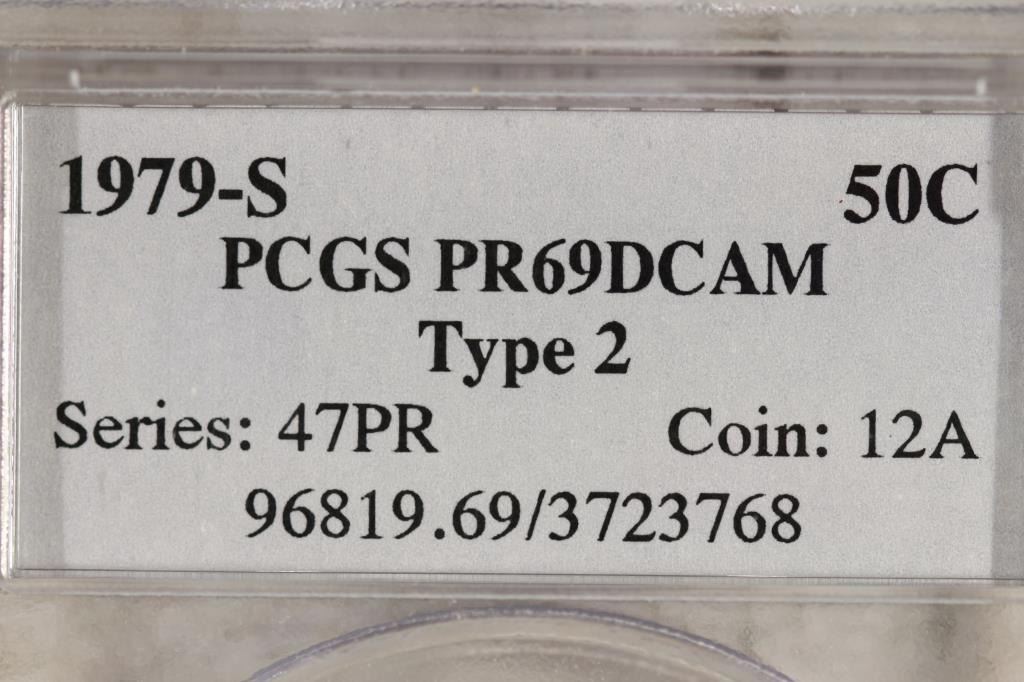 1979-S 50C
PCGS PR69DCAM
Type 2
Series: 47PR Coin: 12A
96819.69/3723768